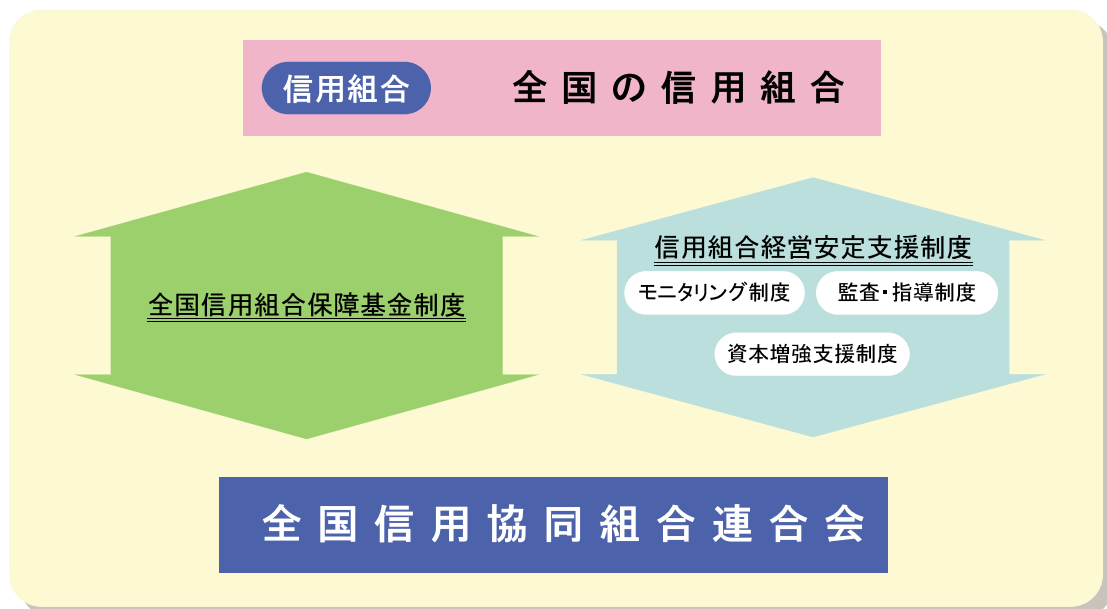 信用組合 全国の信用組合
全国信用組合保障基金制度
信用組合経営安定支援制度
モニタリング制度 監査・指導制度
資本増強支援制度
全国信用協同組合連合会